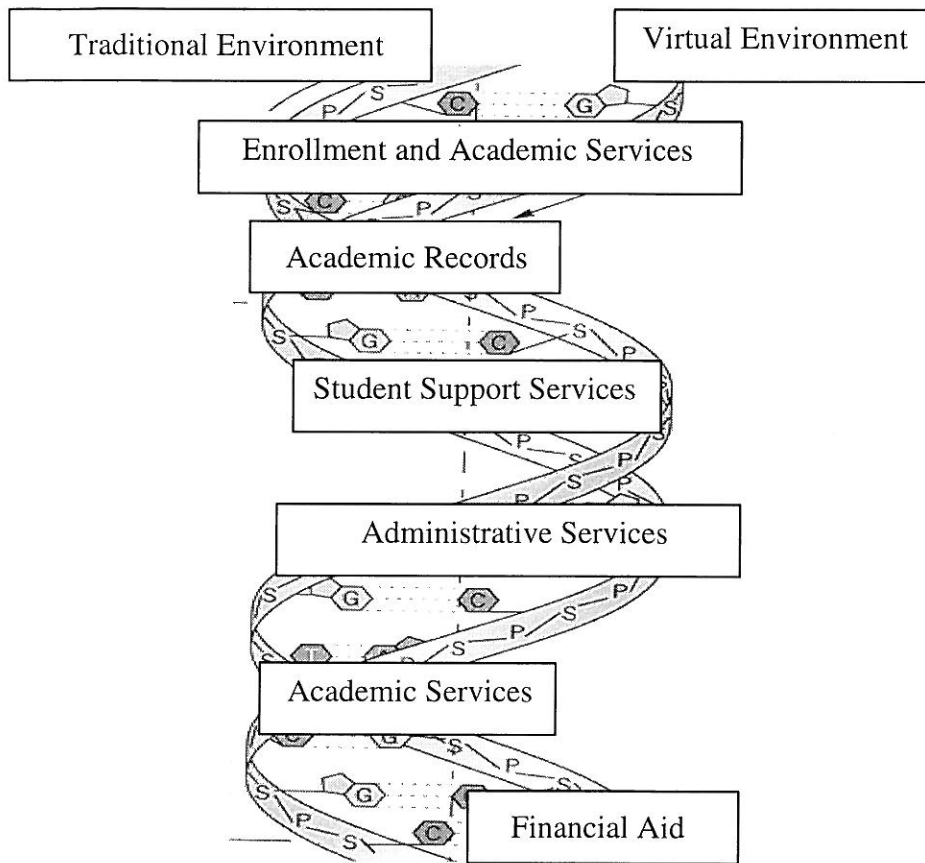 Traditional Environment
Virtual Environment
S C G S
P
Enrollment and Academic Services
S C P S
Academic Records
P S P
S G C
Student Support Services
P S P S
S P
P
Administrative Services
S G C S P
S P
S T
Academic Services
C G S P S
S G
P S C
Financial Aid